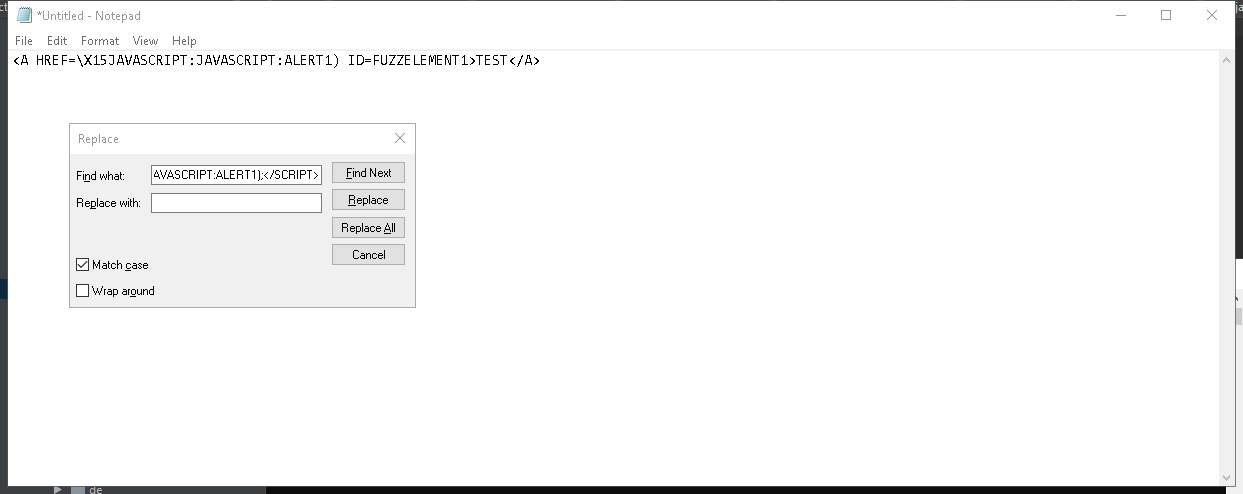 *Untitled - Notepad
File Edit Format View Help
<A HREF=\X15JAVASCRIPT:JAVASCRIPT:ALERT1) ID=FUZZELEMENT1>TEST</A>
Replace
Find what: AVASCRIPT:ALERT1);</SCRIPT> Find Next
Replace with: Replace
Replace All
Cancel
Match case
Wrap around
de